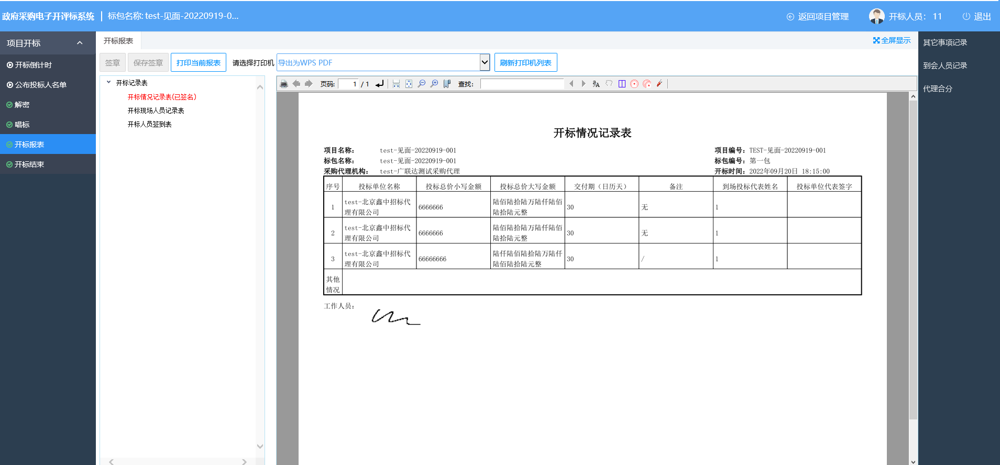 政府采购电子开评标系统 | 标包名称: test-见面-20220919-0...
返回项目管理 开标人员： 11 退出
项目开标
开标倒计时
公布投标人名单
解密
唱标
开标报表
开标结束
开标报表
全屏显示
签章 保存签章 打印当前报表 请选择打印机 导出为WPS PDF 刷新打印机列表
开标记录表
开标情况记录表(已签名)
开标现场人员记录表
开标人员签到表
页码: 1 / 1 查找:
开标情况记录表
项目名称： test-见面-20220919-001 项目编号： TEST-见面-20220919-001
标包名称： test-见面-20220919-001 标包编号： 第一包
采购代理机构： test-广联达测试采购代理 开标时间： 2022年09月20日 18:15:00
序号 投标单位名称 投标总价小写金额 投标总价大写金额 交付期（日历天） 备注 到场投标代表姓名 投标单位代表签字
1 test-北京鑫中招标代理有限公司 6666666 陆佰陆拾陆万陆仟陆佰陆拾陆元整 30 无 1
2 test-北京鑫中招标代理有限公司 6666666 陆佰陆拾陆万陆仟陆佰陆拾陆元整 30 无 1
3 test-北京鑫中招标代理有限公司 66666666 陆仟陆佰陆拾陆万陆仟陆佰陆拾陆元整 30 / 1
其他情况
工作人员：
其它事项记录
到会人员记录
代理合分